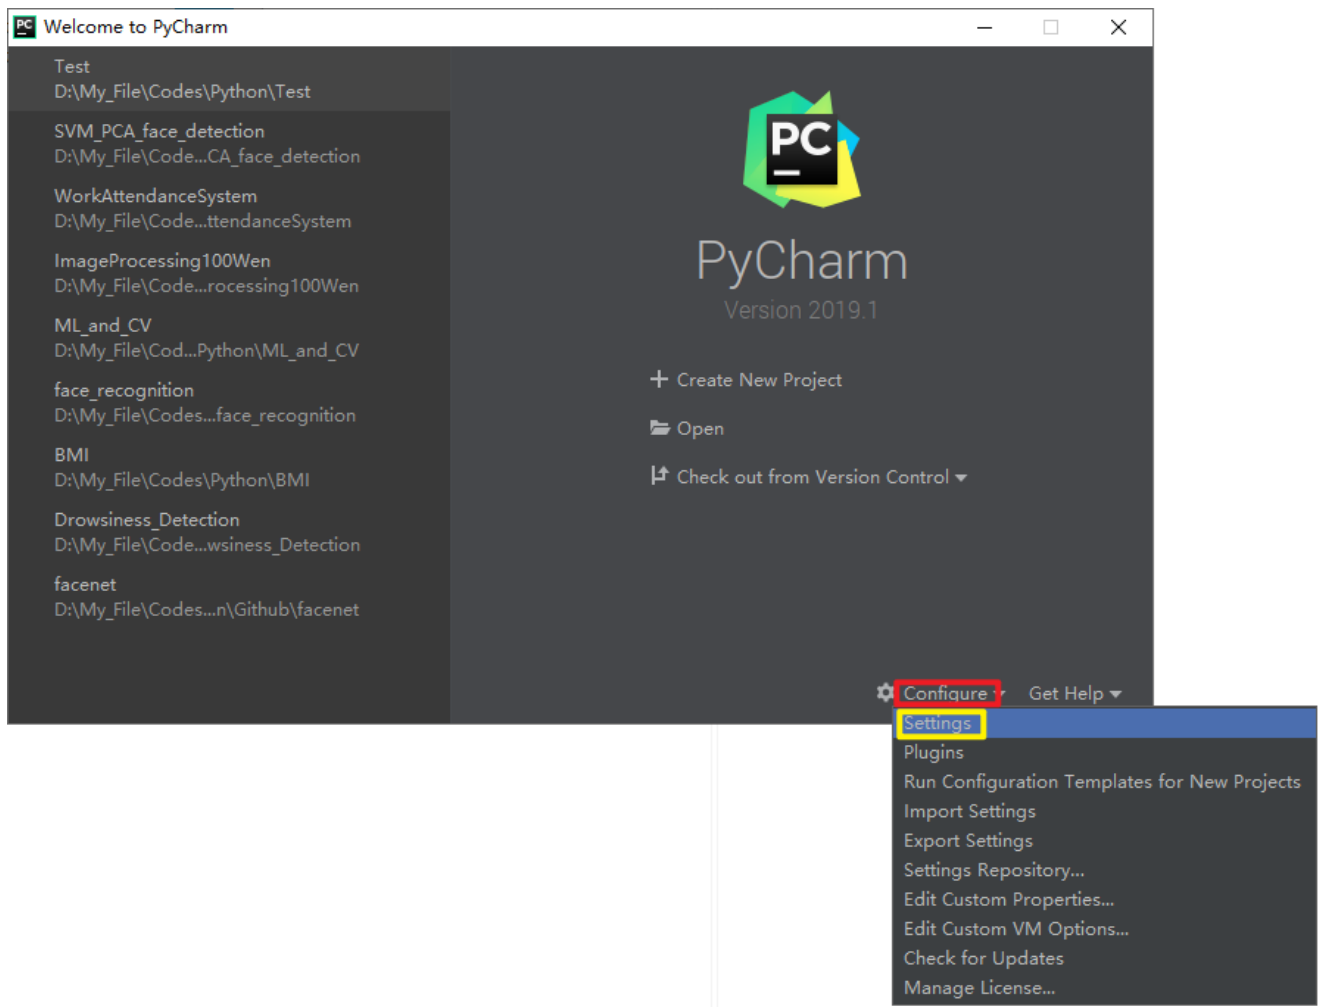 Welcome to PyCharm
Test
D:\My_File\Codes\Python\Test
SVM_PCA_face_detection
D:\My_File\Code...CA_face_detection
WorkAttendanceSystem
D:\My_File\Code...ttendanceSystem
ImageProcessing100Wen
D:\My_File\Code...rocessing100Wen
ML_and_CV
D:\My_File\Cod...Python\ML_and_CV
face_recognition
D:\My_File\Codes...face_recognition
BMI
D:\My_File\Codes\Python\BMI
Drowsiness_Detection
D:\My_File\Code...wsiness_Detection
facenet
D:\My_File\Codes...n\Github\facenet
PC
PyCharm
Version 2019.1
Create New Project
Open
Check out from Version Control
Configure Get Help
Settings
Plugins
Run Configuration Templates for New Projects
Import Settings
Export Settings
Settings Repository...
Edit Custom Properties...
Edit Custom VM Options...
Check for Updates
Manage License...